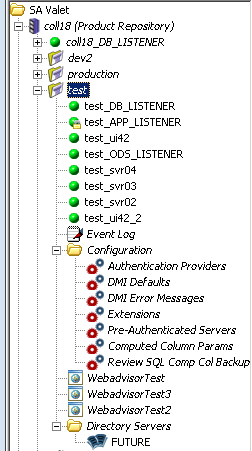 SA Valet
coll18 (Product Repository)
coll18_DB_LISTENER
dev2
production
test
test_DB_LISTENER
test_APP_LISTENER
test_ui42
test_ODS_LISTENER
test_svr04
test_svr03
test_svr02
test_ui42_2
Event Log
Configuration
Authentication Providers
DMI Defaults
DMI Error Messages
Extensions
Pre-Authenticated Servers
Computed Column Params
Review SQL Comp Col Backup
WebadvisorTest
WebadvisorTest3
WebadvisorTest2
Directory Servers
FUTURE